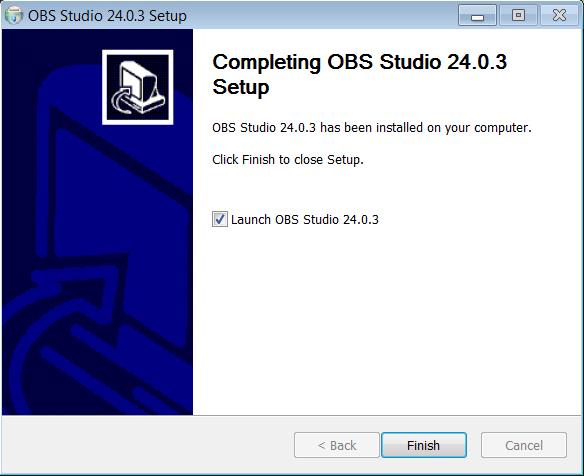 OBS Studio 24.0.3 Setup
Completing OBS Studio 24.0.3
Setup
OBS Studio 24.0.3 has been installed on your computer.
Click Finish to close Setup.
Launch OBS Studio 24.0.3
< Back
Finish
Cancel